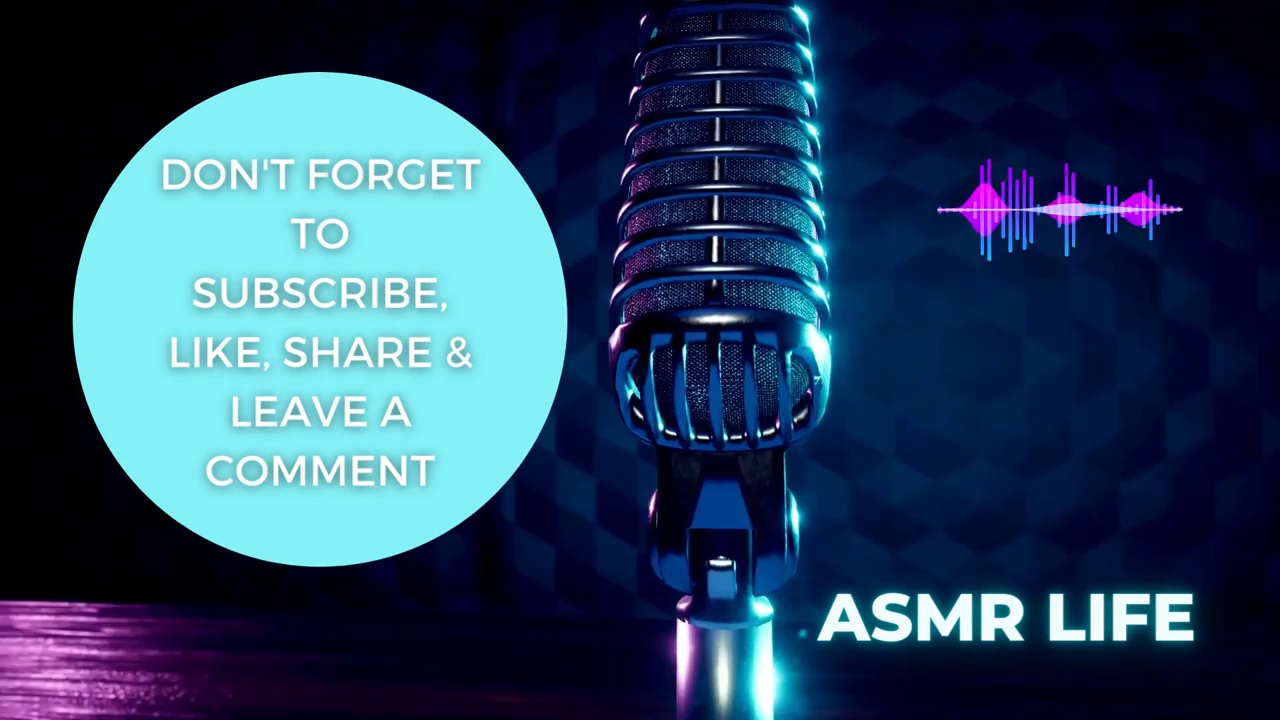 DON'T FORGET
TO
SUBSCRIBE,
LIKE, SHARE &
LEAVE A
COMMENT
ASMR LIFE